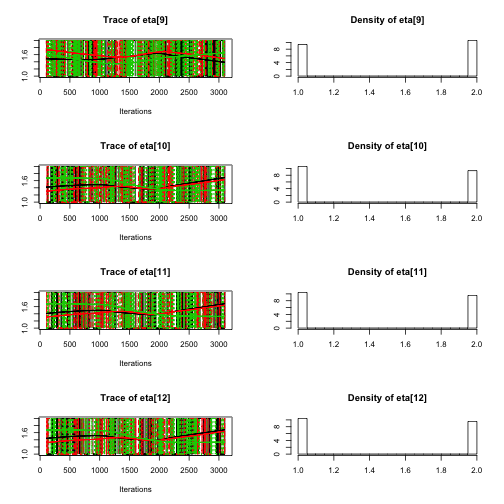 Trace of eta[9]
Density of eta[9]
1.0 1.6
0 500 1000 1500 2000 2500 3000
Iterations
0 4 8
1.0 1.2 1.4 1.6 1.8 2.0
Trace of eta[10]
Density of eta[10]
1.0 1.6
0 500 1000 1500 2000 2500 3000
Iterations
0 4 8
1.0 1.2 1.4 1.6 1.8 2.0
Trace of eta[11]
Density of eta[11]
1.0 1.6
0 500 1000 1500 2000 2500 3000
Iterations
0 4 8
1.0 1.2 1.4 1.6 1.8 2.0
Trace of eta[12]
Density of eta[12]
1.0 1.6
0 500 1000 1500 2000 2500 3000
Iterations
0 4 8
1.0 1.2 1.4 1.6 1.8 2.0